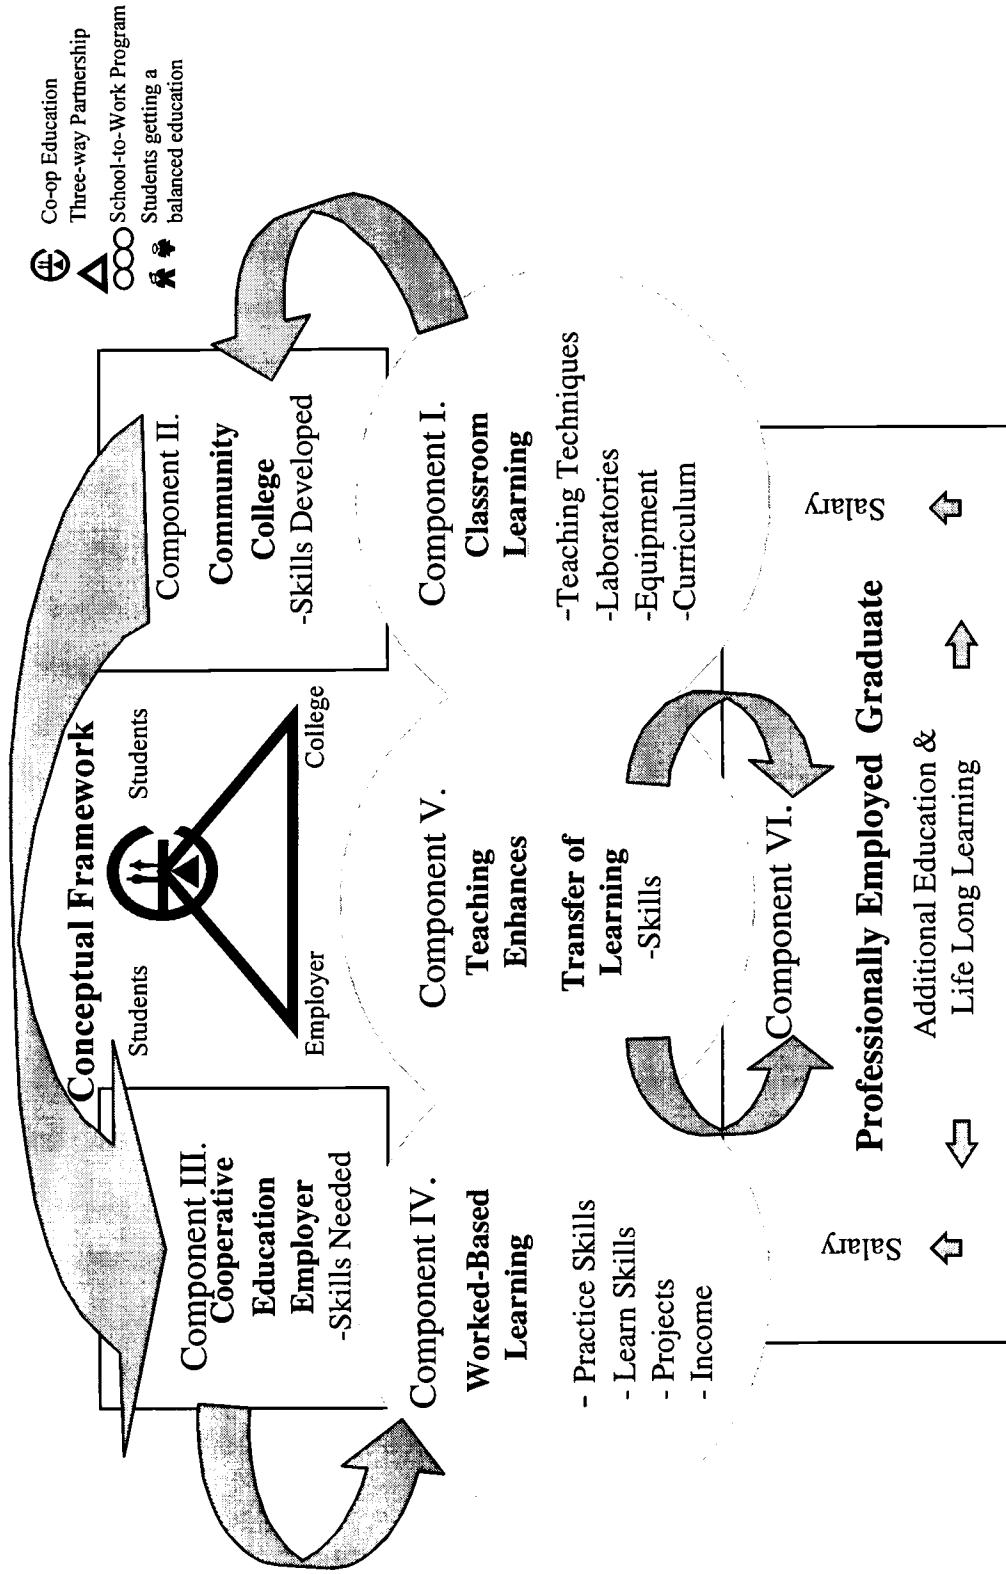 Co-op Education
Three-way Partnership
School-to-Work Program
Students getting a
balanced education
Conceptual Framework
Students
Students
Employer
College
Component III.
Cooperative
Education
Employer
-Skills Needed
Component II.
Community
College
-Skills Developed
Component IV.
Worked-Based
Learning
- Practice Skills
- Learn Skills
- Projects
- Income
Component V.
Teaching
Enhances
Transfer of
Learning
-Skills
Component I.
Classroom
Learning
-Teaching Techniques
-Laboratories
-Equipment
-Curriculum
Component VI.
Professionally Employed Graduate
Additional Education &
Life Long Learning
Salary
Salary